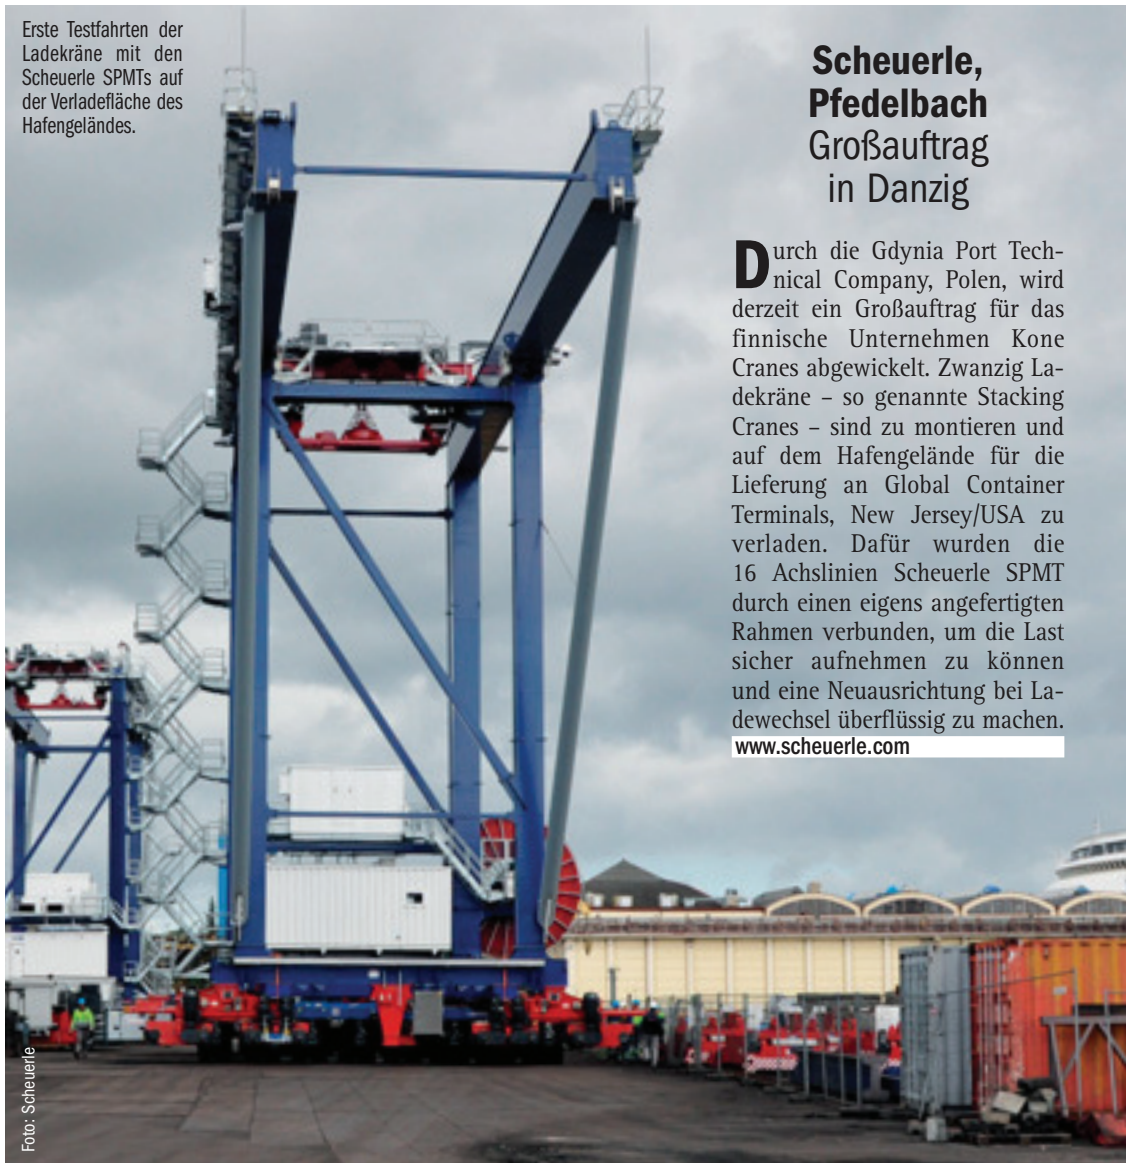 Erste Testfahrten der
Ladekräne mit den
Scheuerle SPMTs auf
der Verladefläche des
Hafengeländes.
Scheuerle,
Pfedelbach
Großauftrag
in Danzig
Durch die Gdynia Port Tech-
nical Company, Polen, wird
derzeit ein Großauftrag für das
finnische Unternehmen Kone
Cranes abgewickelt. Zwanzig La-
dekräne – so genannte Stacking
Cranes – sind zu montieren und
auf dem Hafengelände für die
Lieferung an Global Container
Terminals, New Jersey/USA zu
verladen. Dafür wurden die
16 Achslinien Scheuerle SPMT
durch einen eigens angefertigten
Rahmen verbunden, um die Last
sicher aufnehmen zu können
und eine Neuausrichtung bei La-
dewechsel überflüssig zu machen.
www.scheuerle.com
Foto: Scheuerle